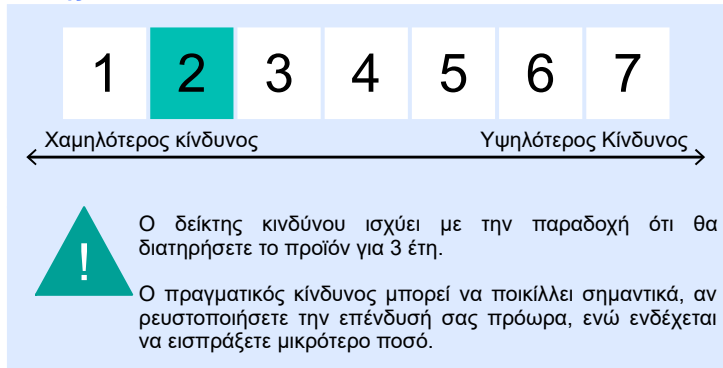 1 2 3 4 5 6 7
Χαμηλότερος κίνδυνος Υψηλότερος Κίνδυνος
!
Ο δείκτης κινδύνου ισχύει με την παραδοχή ότι θα
διατηρήσετε το προϊόν για 3 έτη.
Ο πραγματικός κίνδυνος μπορεί να ποικίλλει σημαντικά, αν
ρευστοποιήσετε την επένδυσή σας πρόωρα, ενώ ενδέχεται
να εισπράξετε μικρότερο ποσό.